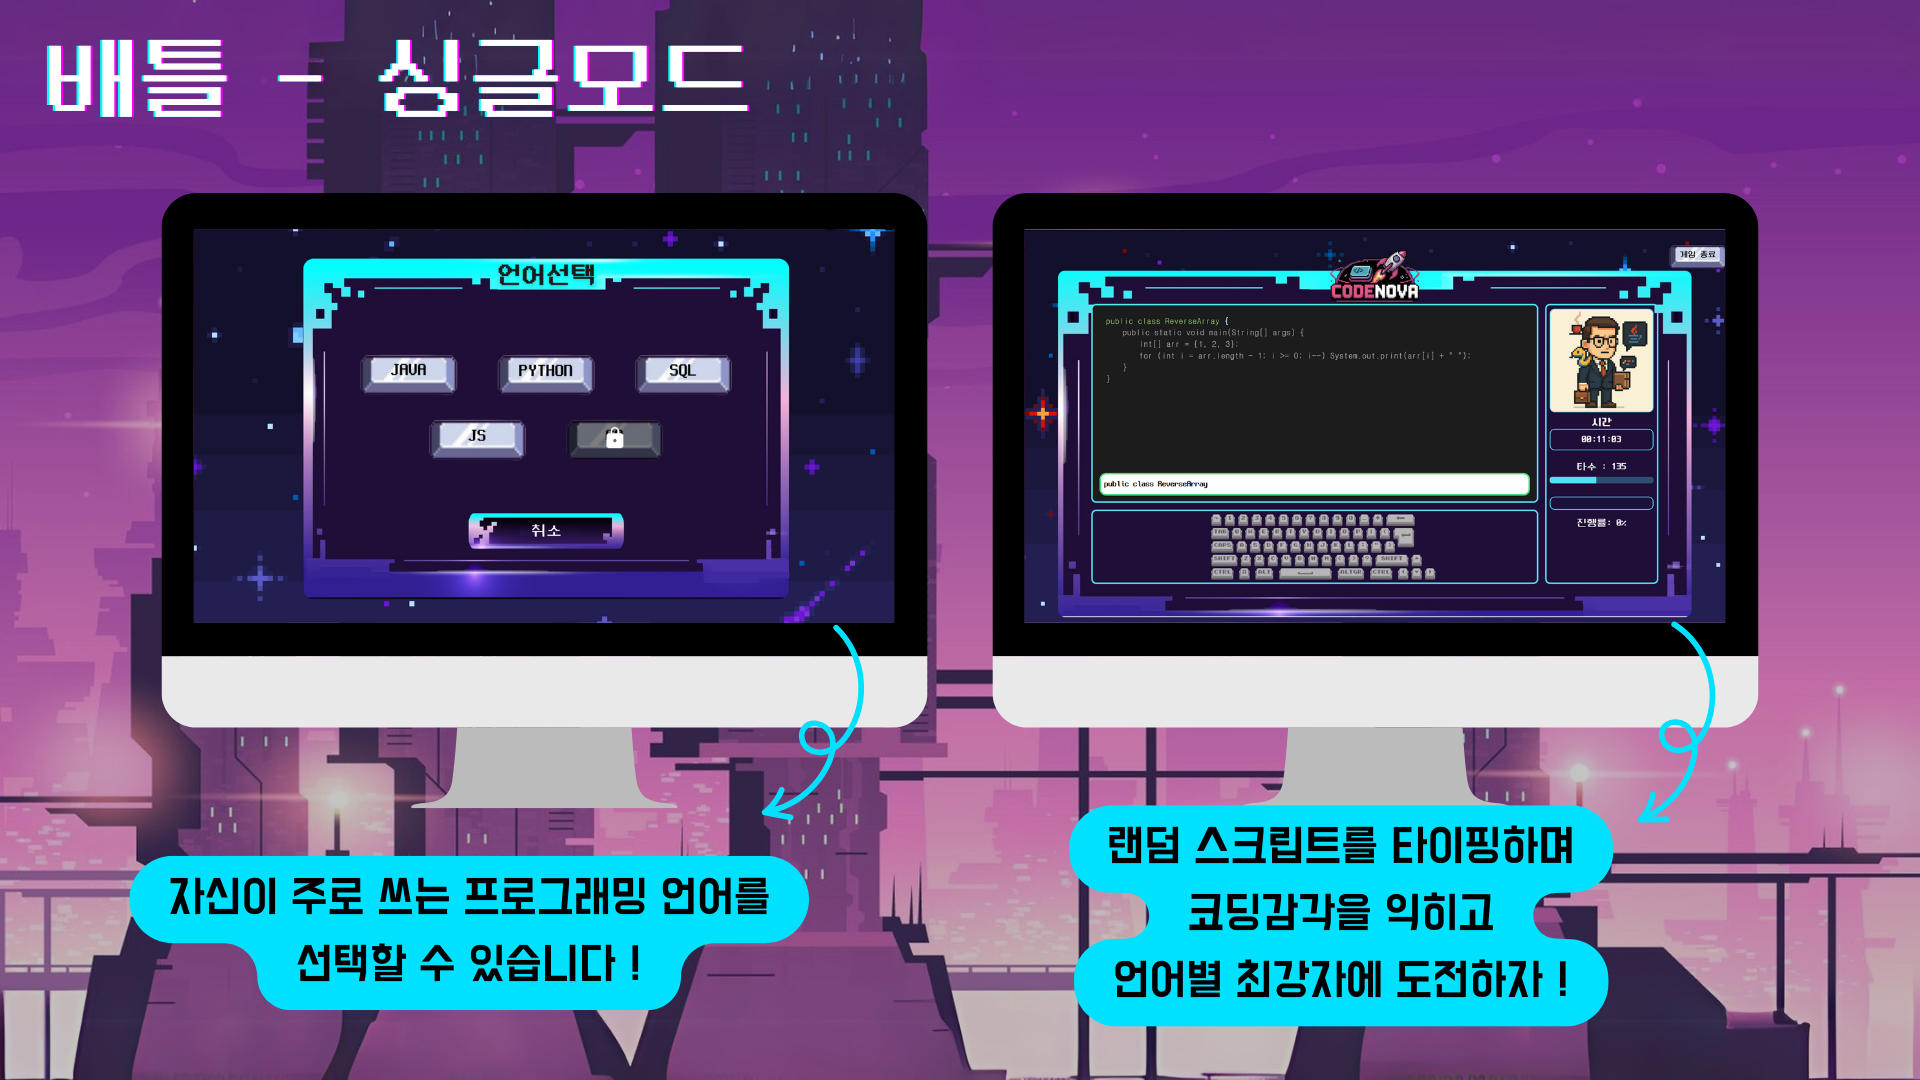 배틀 - 싱글모드
언어선택
JAVA
PYTHON
SQL
JS
취소
게임 종료
CODENOVA
public class ReverseArray {
public static void main(String[] args) {
int[] arr = {1, 2, 3};
for (int i = arr.length - 1; i >= 0; i--) System.out.print(arr[i] + " ");
}
}
public class ReverseArray
시간
00:11:03
타수 : 135
진행률: 0%
자신이 주로 쓰는 프로그래밍 언어를
선택할 수 있습니다 !
랜덤 스크립트를 타이핑하며
코딩감각을 익히고
언어별 최강자에 도전하자 !